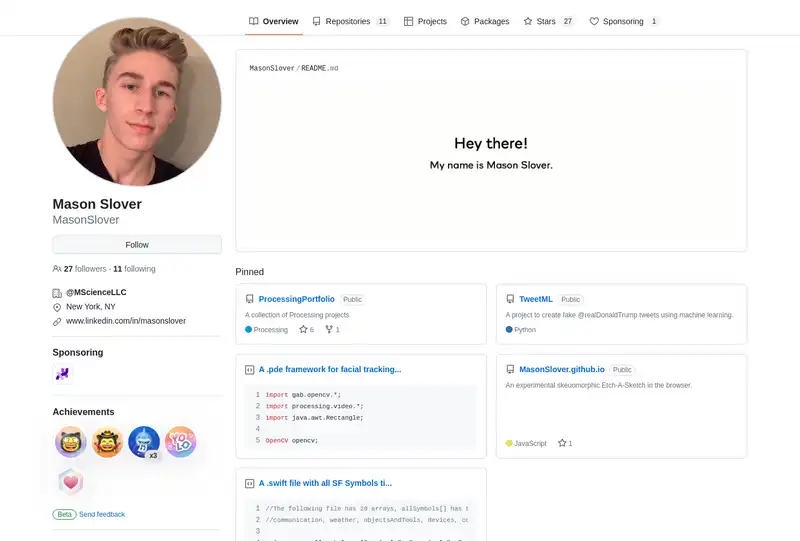 Overview Repositories 11 Projects Packages Stars 27 Sponsoring 1
MasonSlover/README.md
Hey there!
My name is Mason Slover.
Mason Slover
MasonSlover
Follow
27 followers · 11 following
@MScienceLLC
New York, NY
www.linkedin.com/in/masonslover
Sponsoring
Achievements
x3
YOLO
Beta Send feedback
Pinned
ProcessingPortfolio Public
A collection of Processing projects
Processing 6 1
TweetML Public
A project to create fake @realDonaldTrump tweets using machine learning.
Python
A .pde framework for facial tracking...
1 import gab.opencv.*;
2 import processing.video.*;
3 import java.awt.Rectangle;
4
5 OpenCV opencv;
MasonSlover.github.io Public
An experimental skeuomorphic Etch-A-Sketch in the browser.
JavaScript 1
A .swift file with all SF Symbols ti...
1 //The following file has 20 arrays, allSymbols[] has t
2 //communication, weather, objectsAndTools, devices, co
3